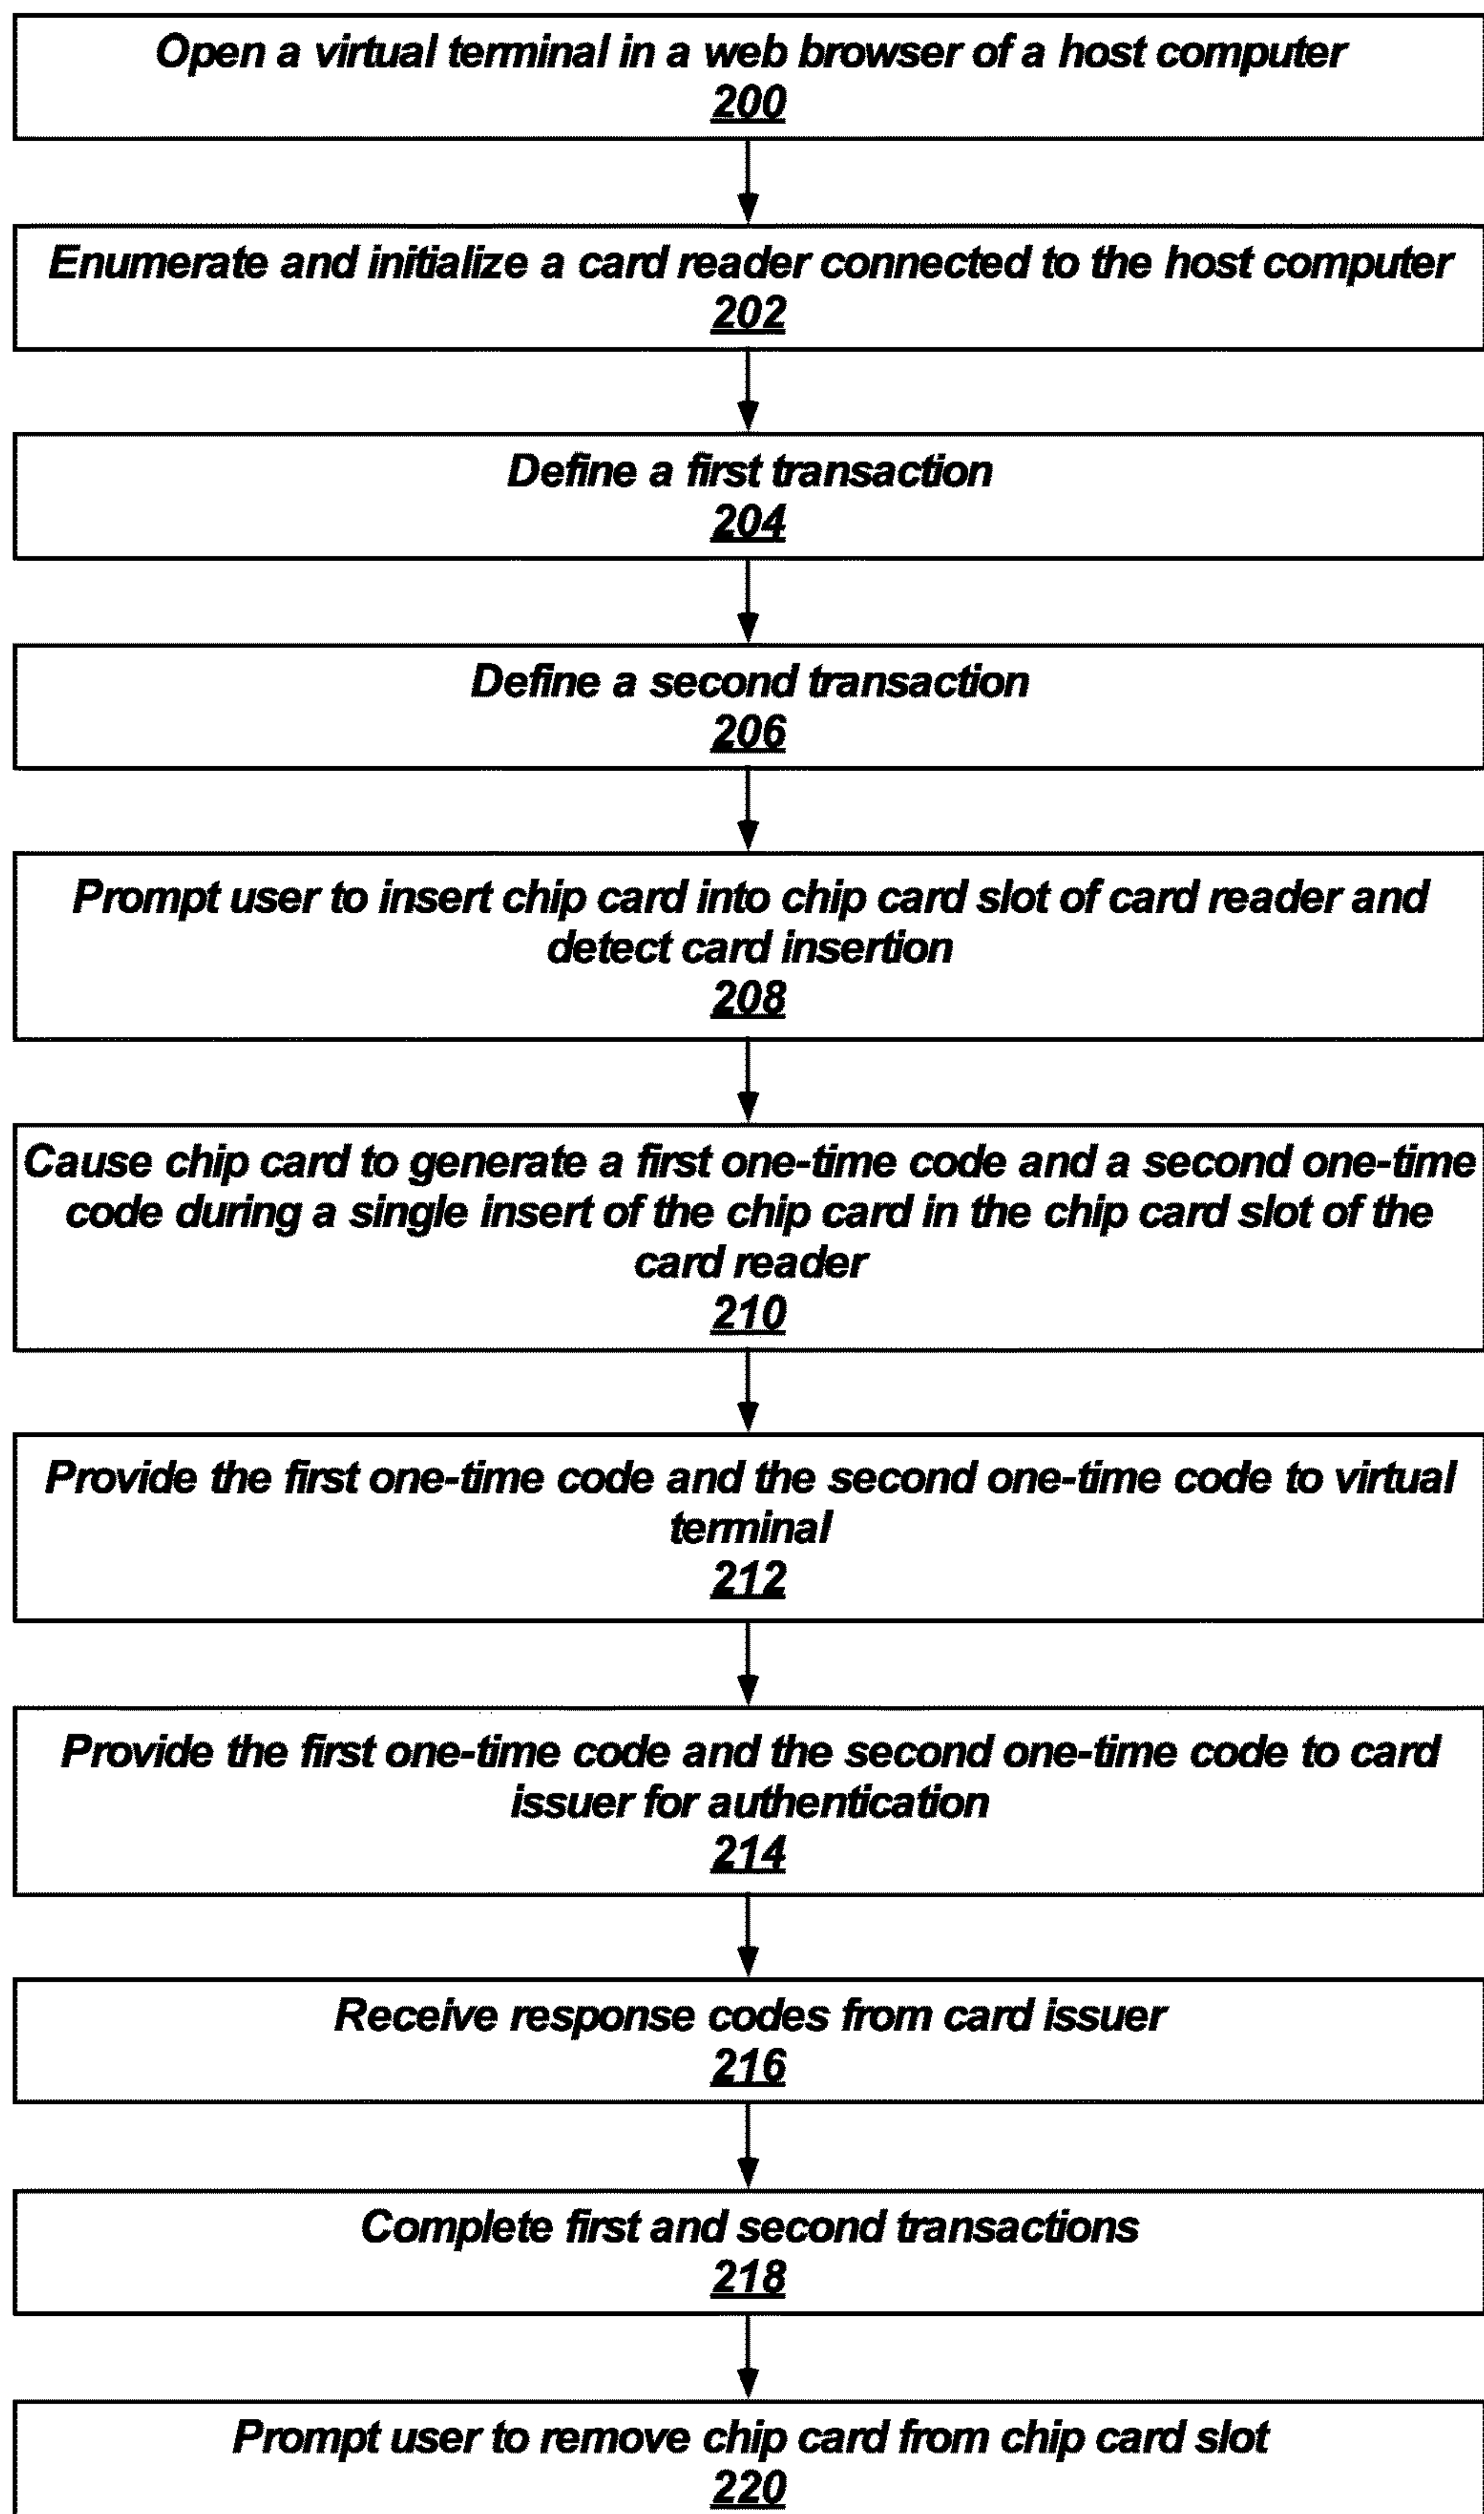 Open a virtual terminal in a web browser of a host computer
200
Enumerate and initialize a card reader connected to the host computer
202
Define a first transaction
204
Define a second transaction
206
Prompt user to insert chip card into chip card slot of card reader and
detect card insertion
208
Cause chip card to generate a first one-time code and a second one-time
code during a single insert of the chip card in the chip card slot of the
card reader
210
Provide the first one-time code and the second one-time code to virtual
terminal
212
Provide the first one-time code and the second one-time code to card
issuer for authentication
214
Receive response codes from card issuer
216
Complete first and second transactions
218
Prompt user to remove chip card from chip card slot
220